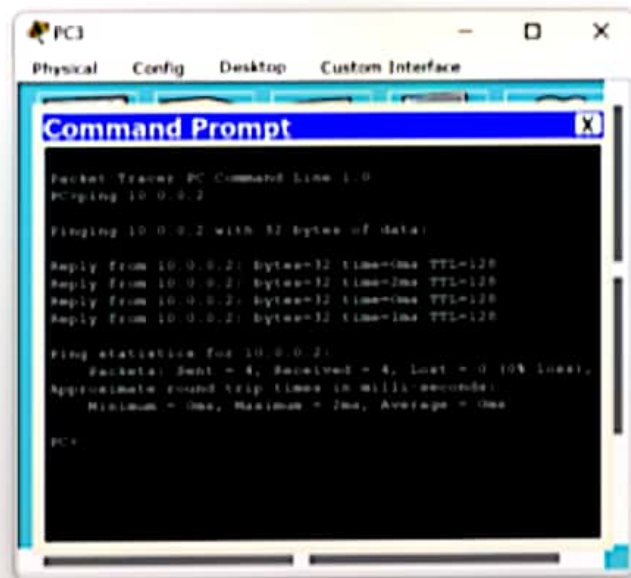 PC3
Physical Config Desktop Custom Interface
Command Prompt X
Packet Tracer PC Command Line 1.0
PC>ping 10.0.0.2
Pinging 10.0.0.2 with 32 bytes of data:
Reply from 10.0.0.2: bytes=32 time=0ms TTL=128
Reply from 10.0.0.2: bytes=32 time=2ms TTL=128
Reply from 10.0.0.2: bytes=32 time=0ms TTL=128
Reply from 10.0.0.2: bytes=32 time=1ms TTL=128
Ping statistics for 10.0.0.2:
Packets: Sent = 4, Received = 4, Lost = 0 (0% loss),
Approximate round trip times in milli-seconds:
Minimum = 0ms, Maximum = 2ms, Average = 0ms
PC>